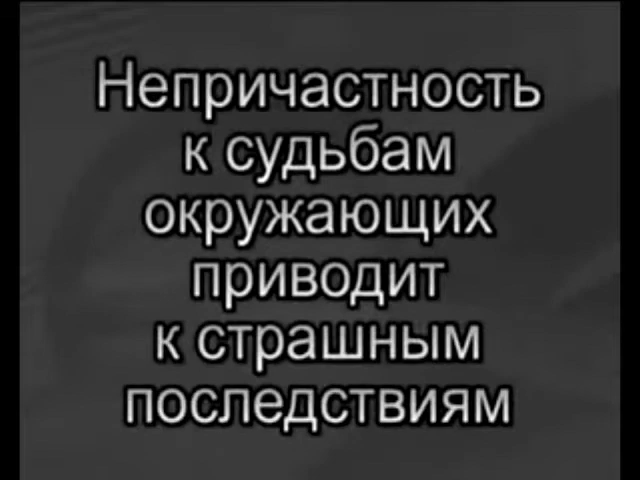 Непричастность
к судьбам
окружающих
приводит
к страшным
последствиям